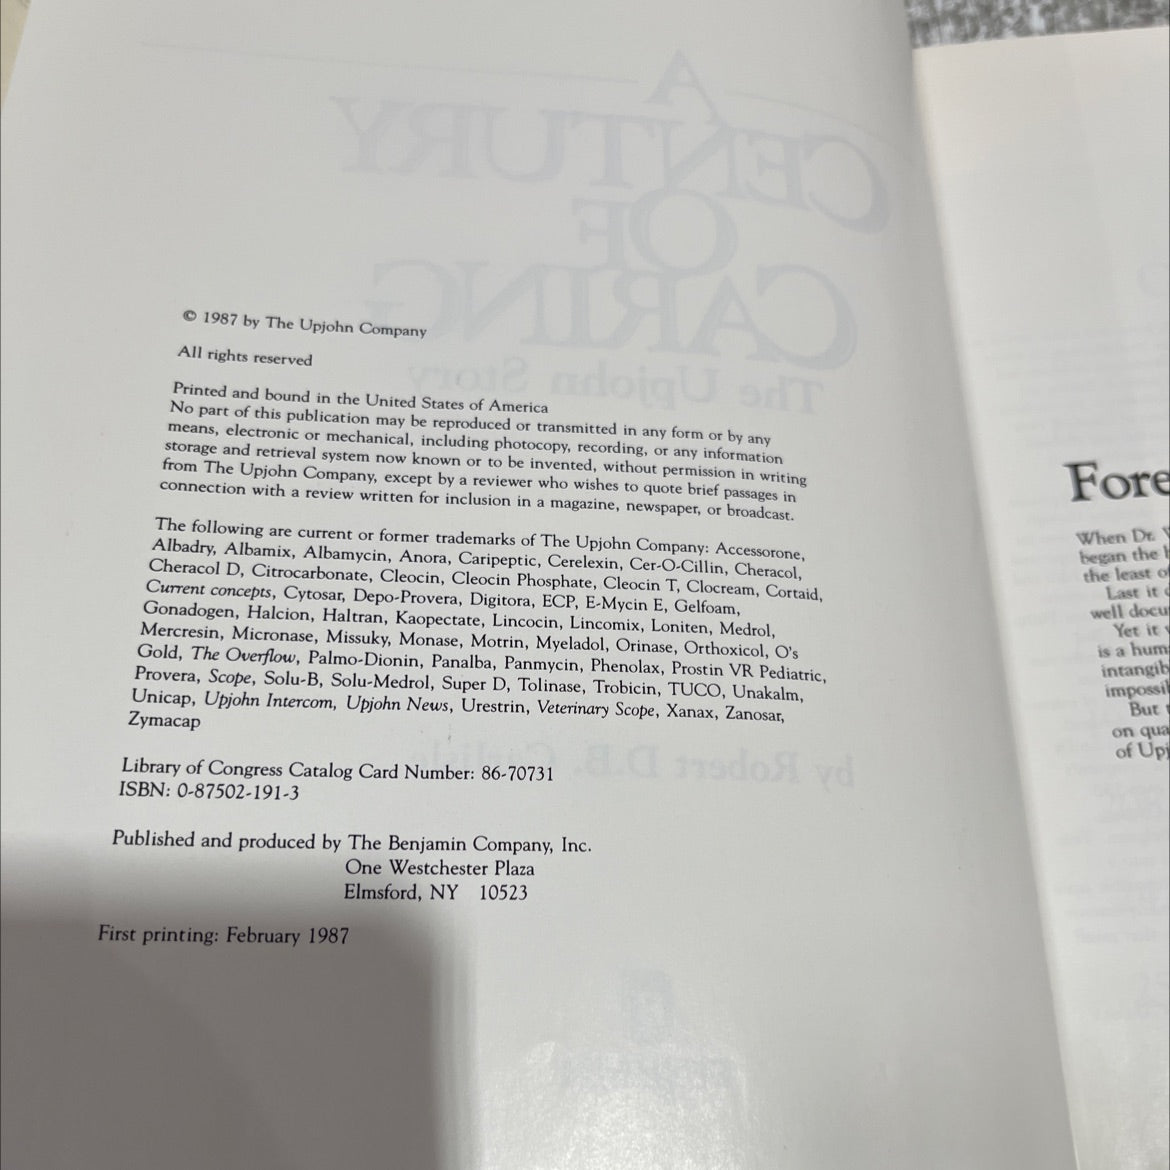 A
CENTURY
OF
CARING
The Upjohn Story
© 1987 by The Upjohn Company
All rights reserved
Printed and bound in the United States of America
No part of this publication may be reproduced or transmitted in any form or by any
means, electronic or mechanical, including photocopy, recording, or any information
storage and retrieval system now known or to be invented, without permission in writing
from The Upjohn Company, except by a reviewer who wishes to quote brief passages in
connection with a review written for inclusion in a magazine, newspaper, or broadcast.
The following are current or former trademarks of The Upjohn Company: Accessorone,
Albadry, Albamix, Albamycin, Anora, Caripeptic, Cerelexin, Cer-O-Cillin, Cheracol,
Cheracol D, Citrocarbonate, Cleocin, Cleocin Phosphate, Cleocin T, Clocream, Cortaid,
Current concepts, Cytosar, Depo-Provera, Digitora, ECP, E-Mycin E, Gelfoam,
Gonadogen, Halcion, Haltran, Kaopectate, Lincocin, Lincomix, Loniten, Medrol,
Mercresin, Micronase, Missuky, Monase, Motrin, Myeladol, Orinase, Orthoxicol, O's
Gold, The Overflow, Palmo-Dionin, Panalba, Panmycin, Phenolax, Prostin VR Pediatric,
Provera, Scope, Solu-B, Solu-Medrol, Super D, Tolinase, Trobicin, TUCO, Unakalm,
Unicap, Upjohn Intercom, Upjohn News, Urestrin, Veterinary Scope, Xanax, Zanosar,
Zymacap
by Robert D.B.
Library of Congress Catalog Card Number: 86-70731
ISBN: 0-87502-191-3
Published and produced by The Benjamin Company, Inc.
One Westchester Plaza
Elmsford, NY 10523
First printing: February 1987
Fore
When Dr.
began the
the least
Last it
well docu
Yet it
is a hum
intangib
impossi
But
on qua
of Upj